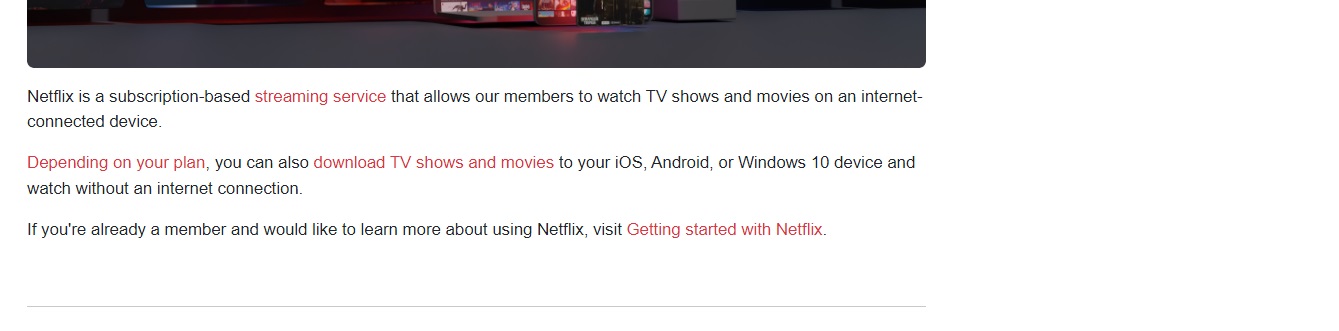 Netflix is a subscription-based streaming service that allows our members to watch TV shows and movies on an internet-
connected device.
Depending on your plan, you can also download TV shows and movies to your iOS, Android, or Windows 10 device and
watch without an internet connection.
If you're already a member and would like to learn more about using Netflix, visit Getting started with Netflix.